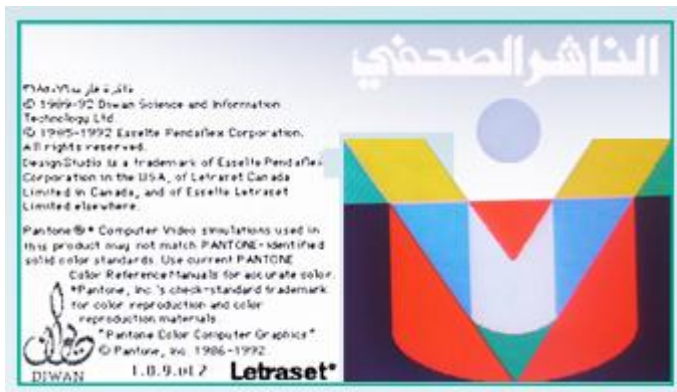 الناشر الصحفي
ذاكرة فارغة
© 1989-92 Diwan Science and Information
Technology Ltd.
© 1985-1992 Esselte Pendaflex Corporation.
All rights reserved.
DesignStudio is a trademark of Esselte Pendaflex
Corporation in the USA, of Letraset Canada
Limited in Canada, and of Esselte Letraset
Limited elsewhere.
Pantone®* Computer Video simulations used in
this product may not match PANTONE-identified
solid color standards. Use current PANTONE
Color Reference Manuals for accurate color.
*Pantone, Inc.'s check-standard trademark
for color reproduction and color
reproduction materials.
"Pantone Color Computer Graphics"
© Pantone, Inc. 1986-1992.
DIWAN
Letraset